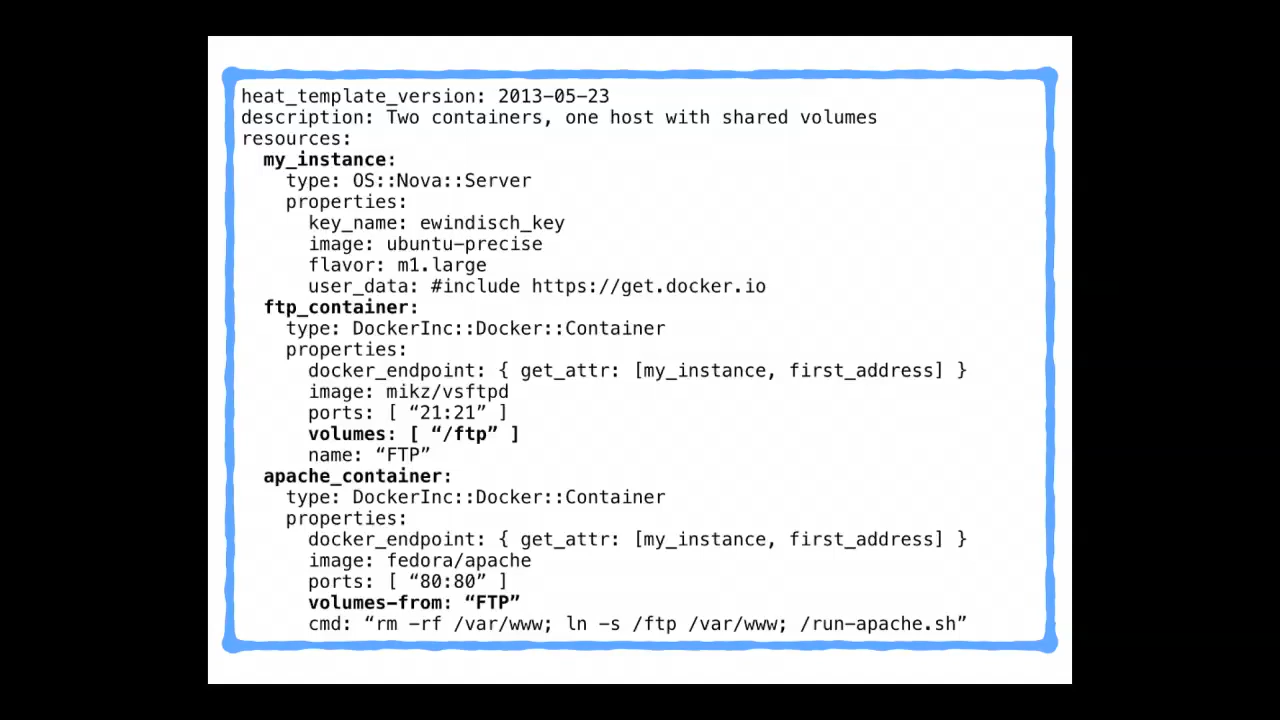 heat_template_version: 2013-05-23
description: Two containers, one host with shared volumes
resources:
  my_instance:
    type: OS::Nova::Server
    properties:
      key_name: ewindisch_key
      image: ubuntu-precise
      flavor: m1.large
      user_data: #include https://get.docker.io
  ftp_container:
    type: DockerInc::Docker::Container
    properties:
      docker_endpoint: { get_attr: [my_instance, first_address] }
      image: mikz/vsftpd
      ports: [ “21:21” ]
      volumes: [ “/ftp” ]
      name: “FTP”
  apache_container:
    type: DockerInc::Docker::Container
    properties:
      docker_endpoint: { get_attr: [my_instance, first_address] }
      image: fedora/apache
      ports: [ “80:80” ]
      volumes-from: “FTP”
      cmd: “rm -rf /var/www; ln -s /ftp /var/www; /run-apache.sh”